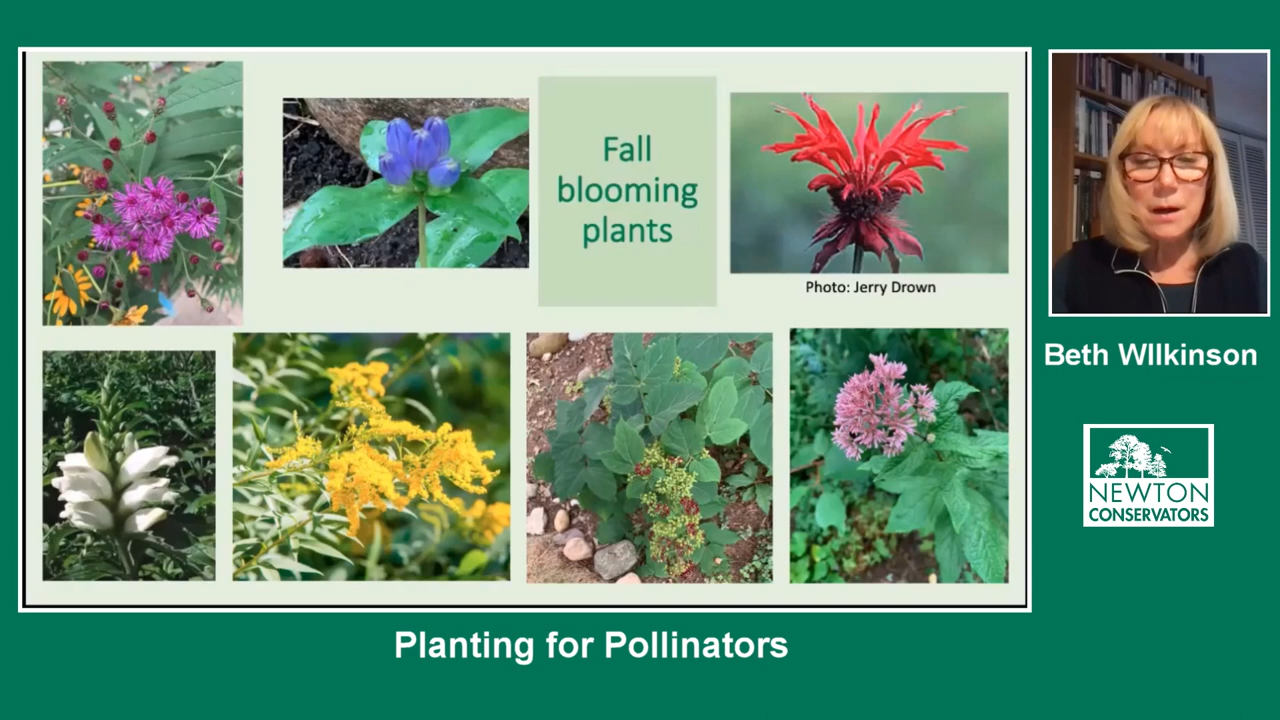 Fall
blooming
plants
Photo: Jerry Drown
Beth WIlkinson
NEWTON
CONSERVATORS
Planting for Pollinators